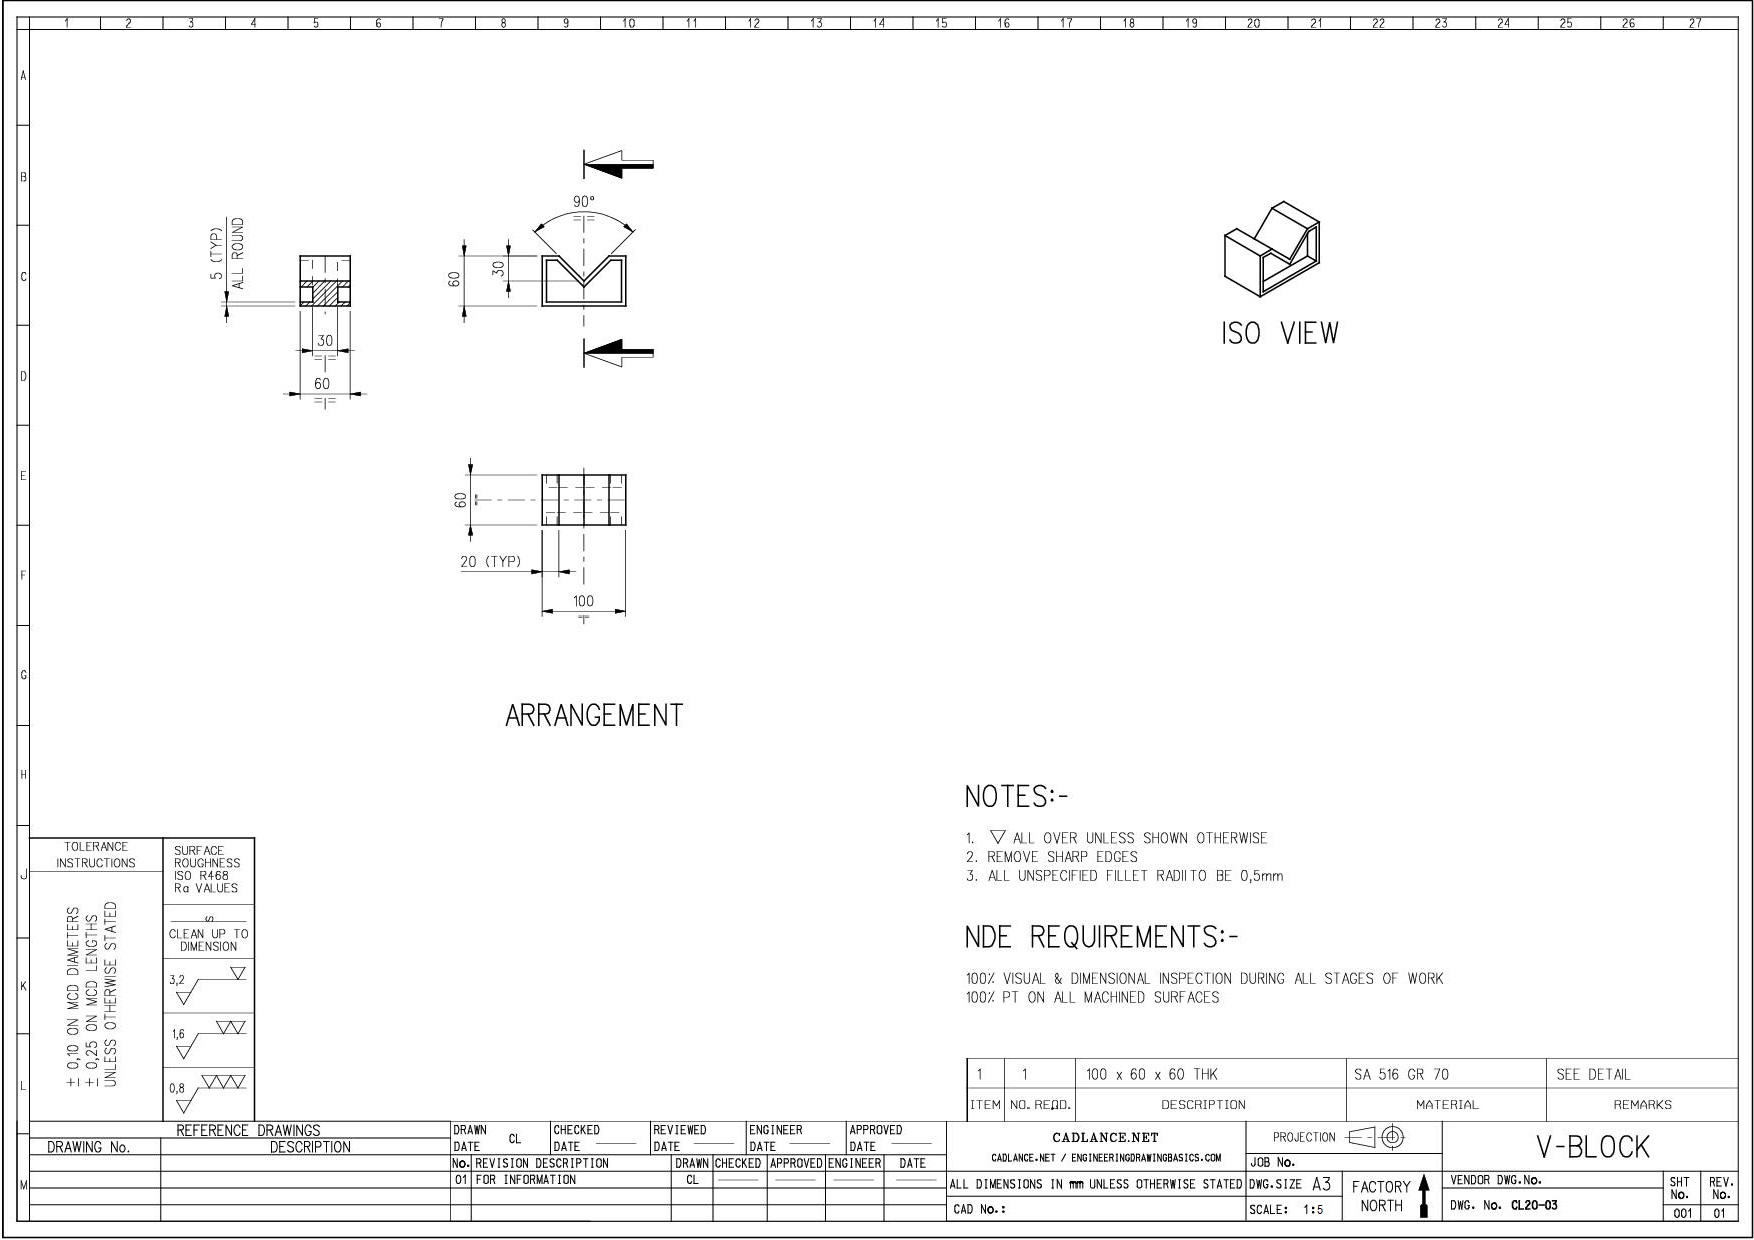 1 2 3 4 5 6 7 8 9 10 11 12 13 14 15 16 17 18 19 20 21 22 23 24 25 26 27
A
B
C
D
E
F
G
H
J
K
L
M
5 (TYP)
ALL ROUND
30
60
90°
60
30
60
20 (TYP)
100
ARRANGEMENT
ISO VIEW
NOTES:-
1. ▽ ALL OVER UNLESS SHOWN OTHERWISE
2. REMOVE SHARP EDGES
3. ALL UNSPECIFIED FILLET RADII TO BE 0,5mm
NDE REQUIREMENTS:-
100% VISUAL & DIMENSIONAL INSPECTION DURING ALL STAGES OF WORK
100% PT ON ALL MACHINED SURFACES
TOLERANCE
INSTRUCTIONS
± 0,10 ON MCD DIAMETERS
± 0,25 ON MCD LENGTHS
UNLESS OTHERWISE STATED
SURFACE
ROUGHNESS
ISO R468
Ra VALUES
S
CLEAN UP TO
DIMENSION
3,2
1,6
0,8
1 1 100 x 60 x 60 THK SA 516 GR 70 SEE DETAIL
ITEM NO. REQD. DESCRIPTION MATERIAL REMARKS
REFERENCE DRAWINGS
DRAWING No. DESCRIPTION
DRAWN CL
DATE
CHECKED
DATE
REVIEWED
DATE
ENGINEER
DATE
APPROVED
DATE
No. REVISION DESCRIPTION DRAWN CHECKED APPROVED ENGINEER DATE
01 FOR INFORMATION CL
CADLANCE.NET
CADLANCE.NET / ENGINEERINGDRAWINGBASICS.COM
ALL DIMENSIONS IN mm UNLESS OTHERWISE STATED
CAD No.:
PROJECTION
JOB No.
DWG.SIZE A3
SCALE: 1:5
FACTORY
NORTH
V-BLOCK
VENDOR DWG.No.
DWG. No. CL20-03
SHT
No.
001
REV.
No.
01